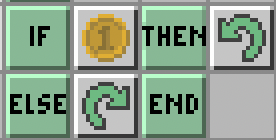 IF 1 THEN
ELSE END